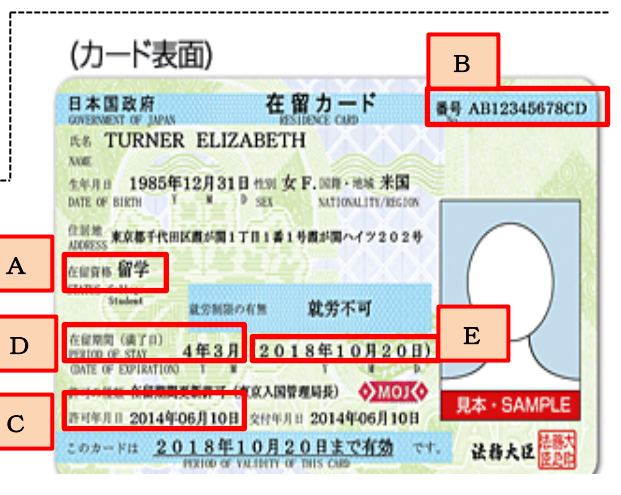 (カード表面)
B
日本国政府 在留カード 番号 AB12345678CD
GOVERNMENT OF JAPAN RESIDENCE CARD No.
氏名 TURNER ELIZABETH
NAME
生年月日 1985年12月31日 性別 女 F. 国籍・地域 米国
DATE OF BIRTH Y M D SEX NATIONALITY/REGION
住居地 東京都千代田区霞が関1丁目1番1号霞が関ハイツ202号
ADDRESS
A
在留資格 留学
STATUS
Student
就労制限の有無 就労不可
E
D
在留期間 (満了日)
PERIOD OF STAY 4年3月 2018年10月20日)
(DATE OF EXPIRATION) Y M Y M D
在留期間更新許可 (東京入国管理局長) MOJ
見本・SAMPLE
C
許可年月日 2014年06月10日 交付年月日 2014年06月10日
このカードは 2018年10月20日まで有効 です。
PERIOD OF VALIDITY OF THIS CARD
法務大臣